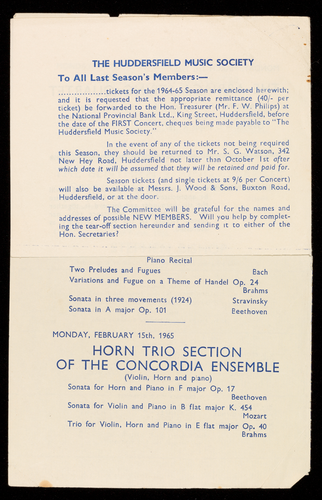 THE HUDDERSFIELD MUSIC SOCIETY
To All Last Season's Members:—
....................tickets for the 1964-65 Season are enclosed herewith;
and it is requested that the appropriate remittance (40/- per
ticket) be forwarded to the Hon. Treasurer (Mr. F. W. Philips) at
the National Provincial Bank Ltd., King Street, Huddersfield, before
the date of the FIRST Concert, cheques being made payable to "The
Huddersfield Music Society."
In the event of any of the tickets not being required
this Season, they should be returned to Mr. S. G. Watson, 342
New Hey Road, Huddersfield not later than October 1st after
which date it will be assumed that they will be retained and paid for.
Season tickets (and single tickets at 9/6 per Concert)
will also be available at Messrs. J. Wood & Sons, Buxton Road,
Huddersfield, or at the door.
The Committee will be grateful for the names and
addresses of possible NEW MEMBERS. Will you help by complet-
ing the tear-off section hereunder and sending it to either of the
Hon. Secretaries?
Piano Recital
Two Preludes and Fugues Bach
Variations and Fugue on a Theme of Handel Op. 24
Brahms
Sonata in three movements (1924) Stravinsky
Sonata in A major Op. 101 Beethoven
MONDAY, FEBRUARY 15th, 1965
HORN TRIO SECTION
OF THE CONCORDIA ENSEMBLE
(Violin, Horn and piano)
Sonata for Horn and Piano in F major Op. 17
Beethoven
Sonata for Violin and Piano in B flat major K. 454
Mozart
Trio for Violin, Horn and Piano in E flat major Op. 40
Brahms